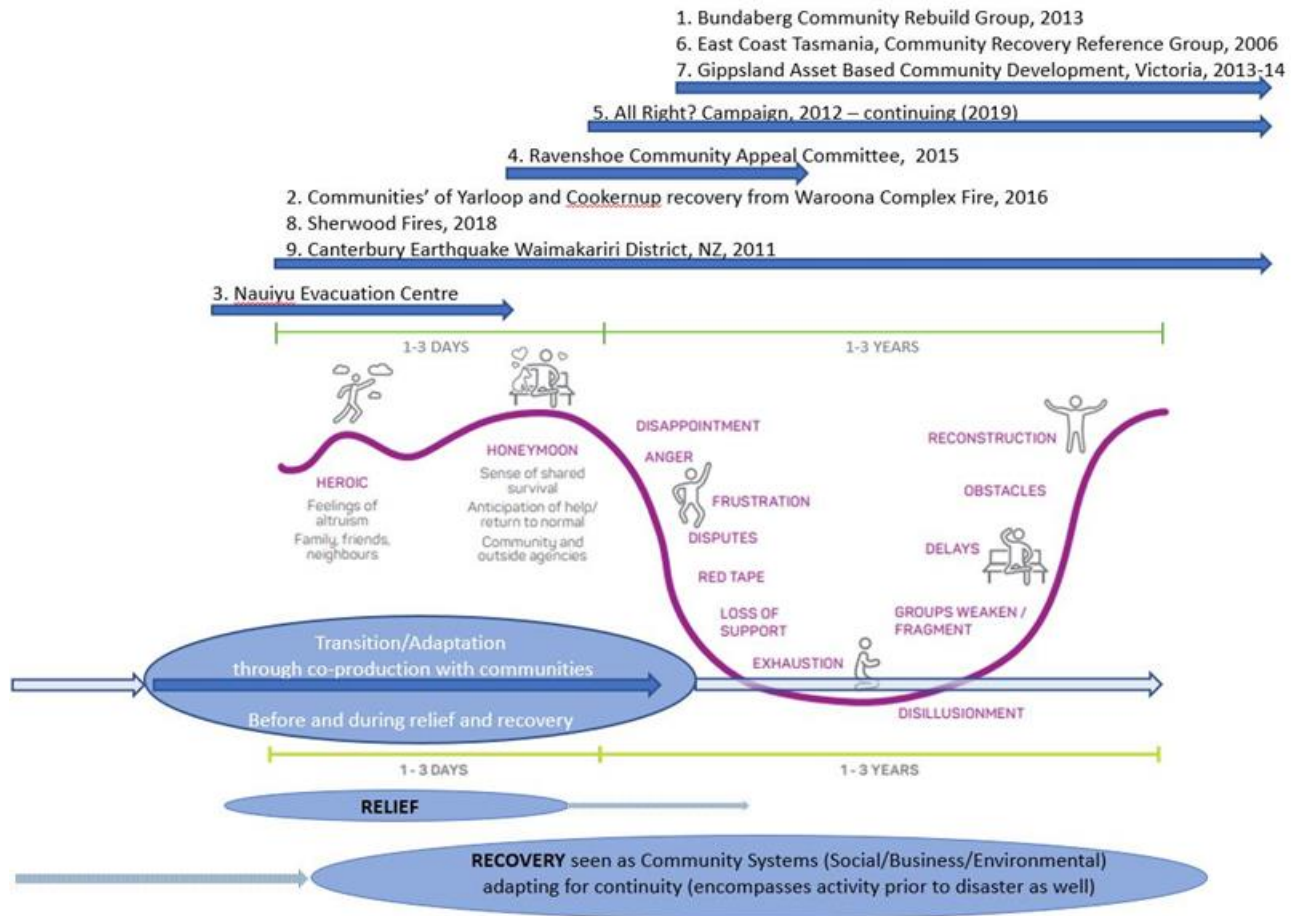 1. Bundaberg Community Rebuild Group, 2013
6. East Coast Tasmania, Community Recovery Reference Group, 2006
7. Gippsland Asset Based Community Development, Victoria, 2013-14
5. All Right? Campaign, 2012 – continuing (2019)
4. Ravenshoe Community Appeal Committee, 2015
2. Communities' of Yarloop and Cookernup recovery from Waroona Complex Fire, 2016
8. Sherwood Fires, 2018
9. Canterbury Earthquake Waimakariri District, NZ, 2011
3. Nauiyu Evacuation Centre
1-3 DAYS
1-3 YEARS
HEROIC
Feelings of
altruism
Family, friends,
neighbours
HONEYMOON
Sense of shared
survival
Anticipation of help/
return to normal
Community and
outside agencies
DISAPPOINTMENT
ANGER
FRUSTRATION
DISPUTES
RED TAPE
LOSS OF
SUPPORT
EXHAUSTION
DISILLUSIONMENT
GROUPS WEAKEN /
FRAGMENT
DELAYS
OBSTACLES
RECONSTRUCTION
Transition/Adaptation
through co-production with communities
Before and during relief and recovery
1 - 3 DAYS
1 - 3 YEARS
RELIEF
RECOVERY seen as Community Systems (Social/Business/Environmental)
adapting for continuity (encompasses activity prior to disaster as well)